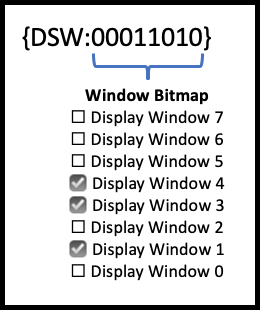 {DSW:00011010}
Window Bitmap
☐ Display Window 7
☐ Display Window 6
☐ Display Window 5
☑ Display Window 4
☑ Display Window 3
☐ Display Window 2
☑ Display Window 1
☐ Display Window 0